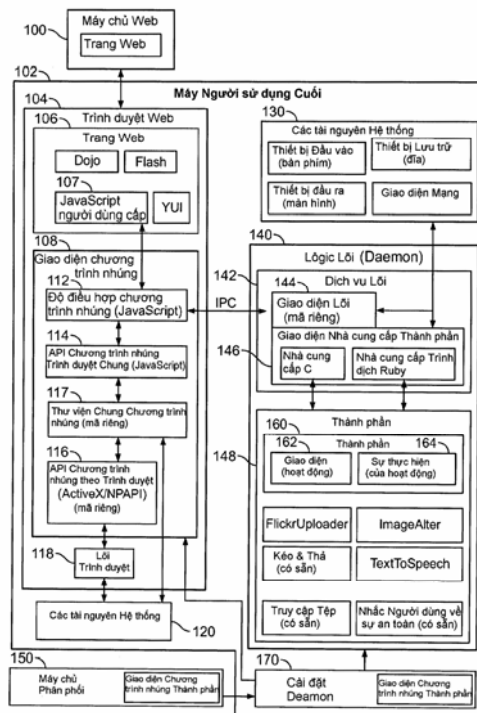 100
Máy chủ Web
Trang Web
102
Máy Người sử dụng Cuối
104
Trình duyệt Web
106
Trang Web
Dojo
Flash
107
JavaScript
người dùng cấp
YUI
108
Giao diện chương
trình nhúng
112
Độ điều hợp chương
trình nhúng (JavaScript)
114
API Chương trình nhúng
Trình duyệt Chung (JavaScript)
117
Thư viện Chung Chương trình
nhúng (mã riêng)
116
API Chương trình
nhúng theo Trình duyệt
(ActiveX/NPAPI)
(mã riêng)
118
Lõi
Trình duyệt
Các tài nguyên Hệ thống
120
IPC
130
Các tài nguyên Hệ thống
Thiết bị Đầu vào
(bàn phím)
Thiết bị Lưu trữ
(đĩa)
Thiết bị đầu ra
(màn hình)
Giao diện Mạng
140
Lôgic Lõi (Daemon)
142
Dịch vụ Lõi
144
Giao diện Lõi
(mã riêng)
Giao diện Nhà cung cấp Thành phần
146
Nhà cung
cấp C
Nhà cung cấp Trình
dịch Ruby
148
160
Thành phần
Thành phần
162
Giao diện
(hoạt động)
164
Sự thực hiện
(của hoạt động)
FlickrUploader
ImageAlter
Kéo & Thả
(có sẵn)
TextToSpeech
Truy cập Tệp
(có sẵn)
Nhắc Người dùng về
sự an toàn (có sẵn)
150
Máy chủ
Phân phối
Giao diện Chương
trình nhúng Thành phần
170
Cài đặt
Deamon
Giao diện Chương
trình nhúng Thành phần